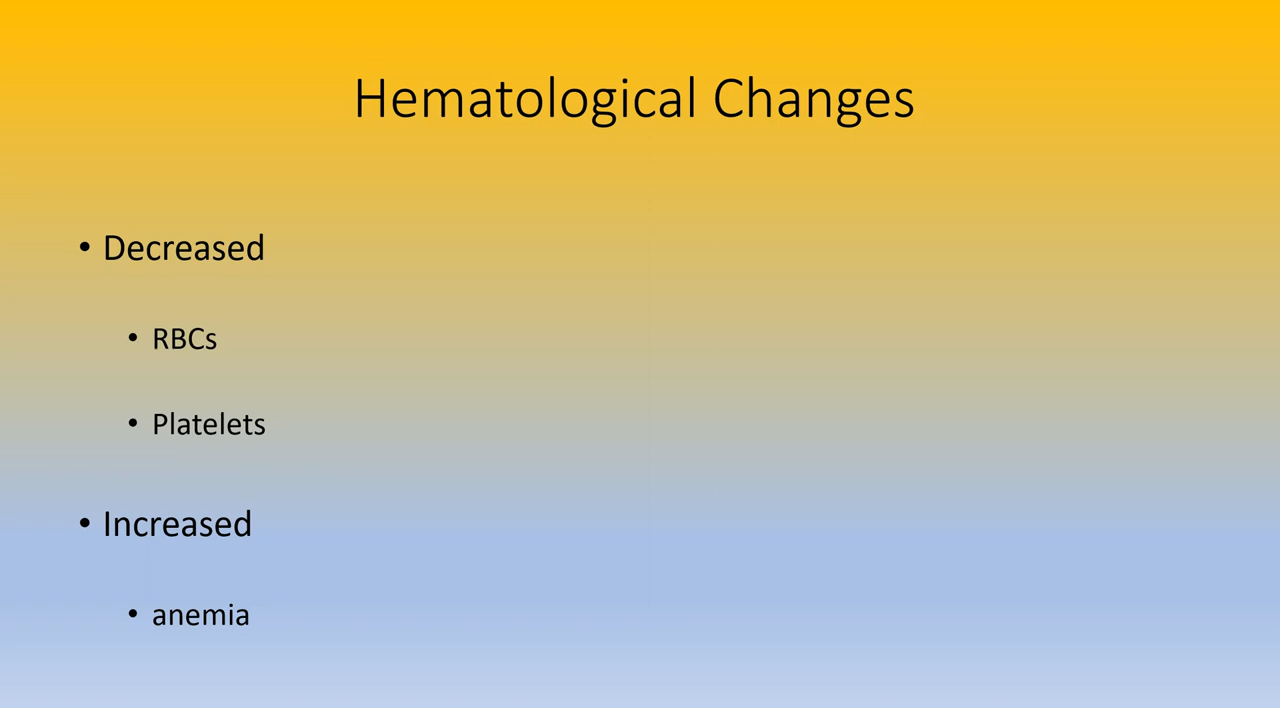 Hematological Changes
• Decreased
• RBCs
• Platelets
• Increased
• anemia